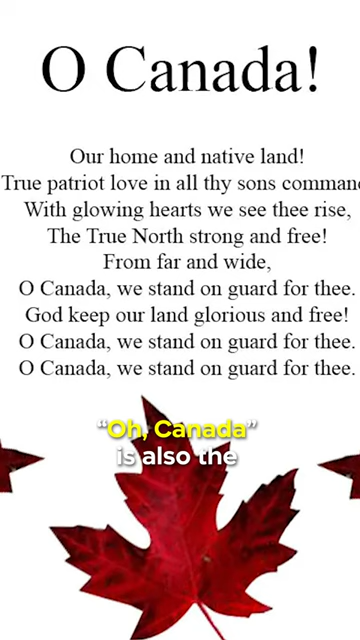 O Canada!
Our home and native land!
True patriot love in all thy sons command
With glowing hearts we see thee rise,
The True North strong and free!
From far and wide,
O Canada, we stand on guard for thee.
God keep our land glorious and free!
O Canada, we stand on guard for thee.
O Canada, we stand on guard for thee.
“Oh, Canada”
is also the